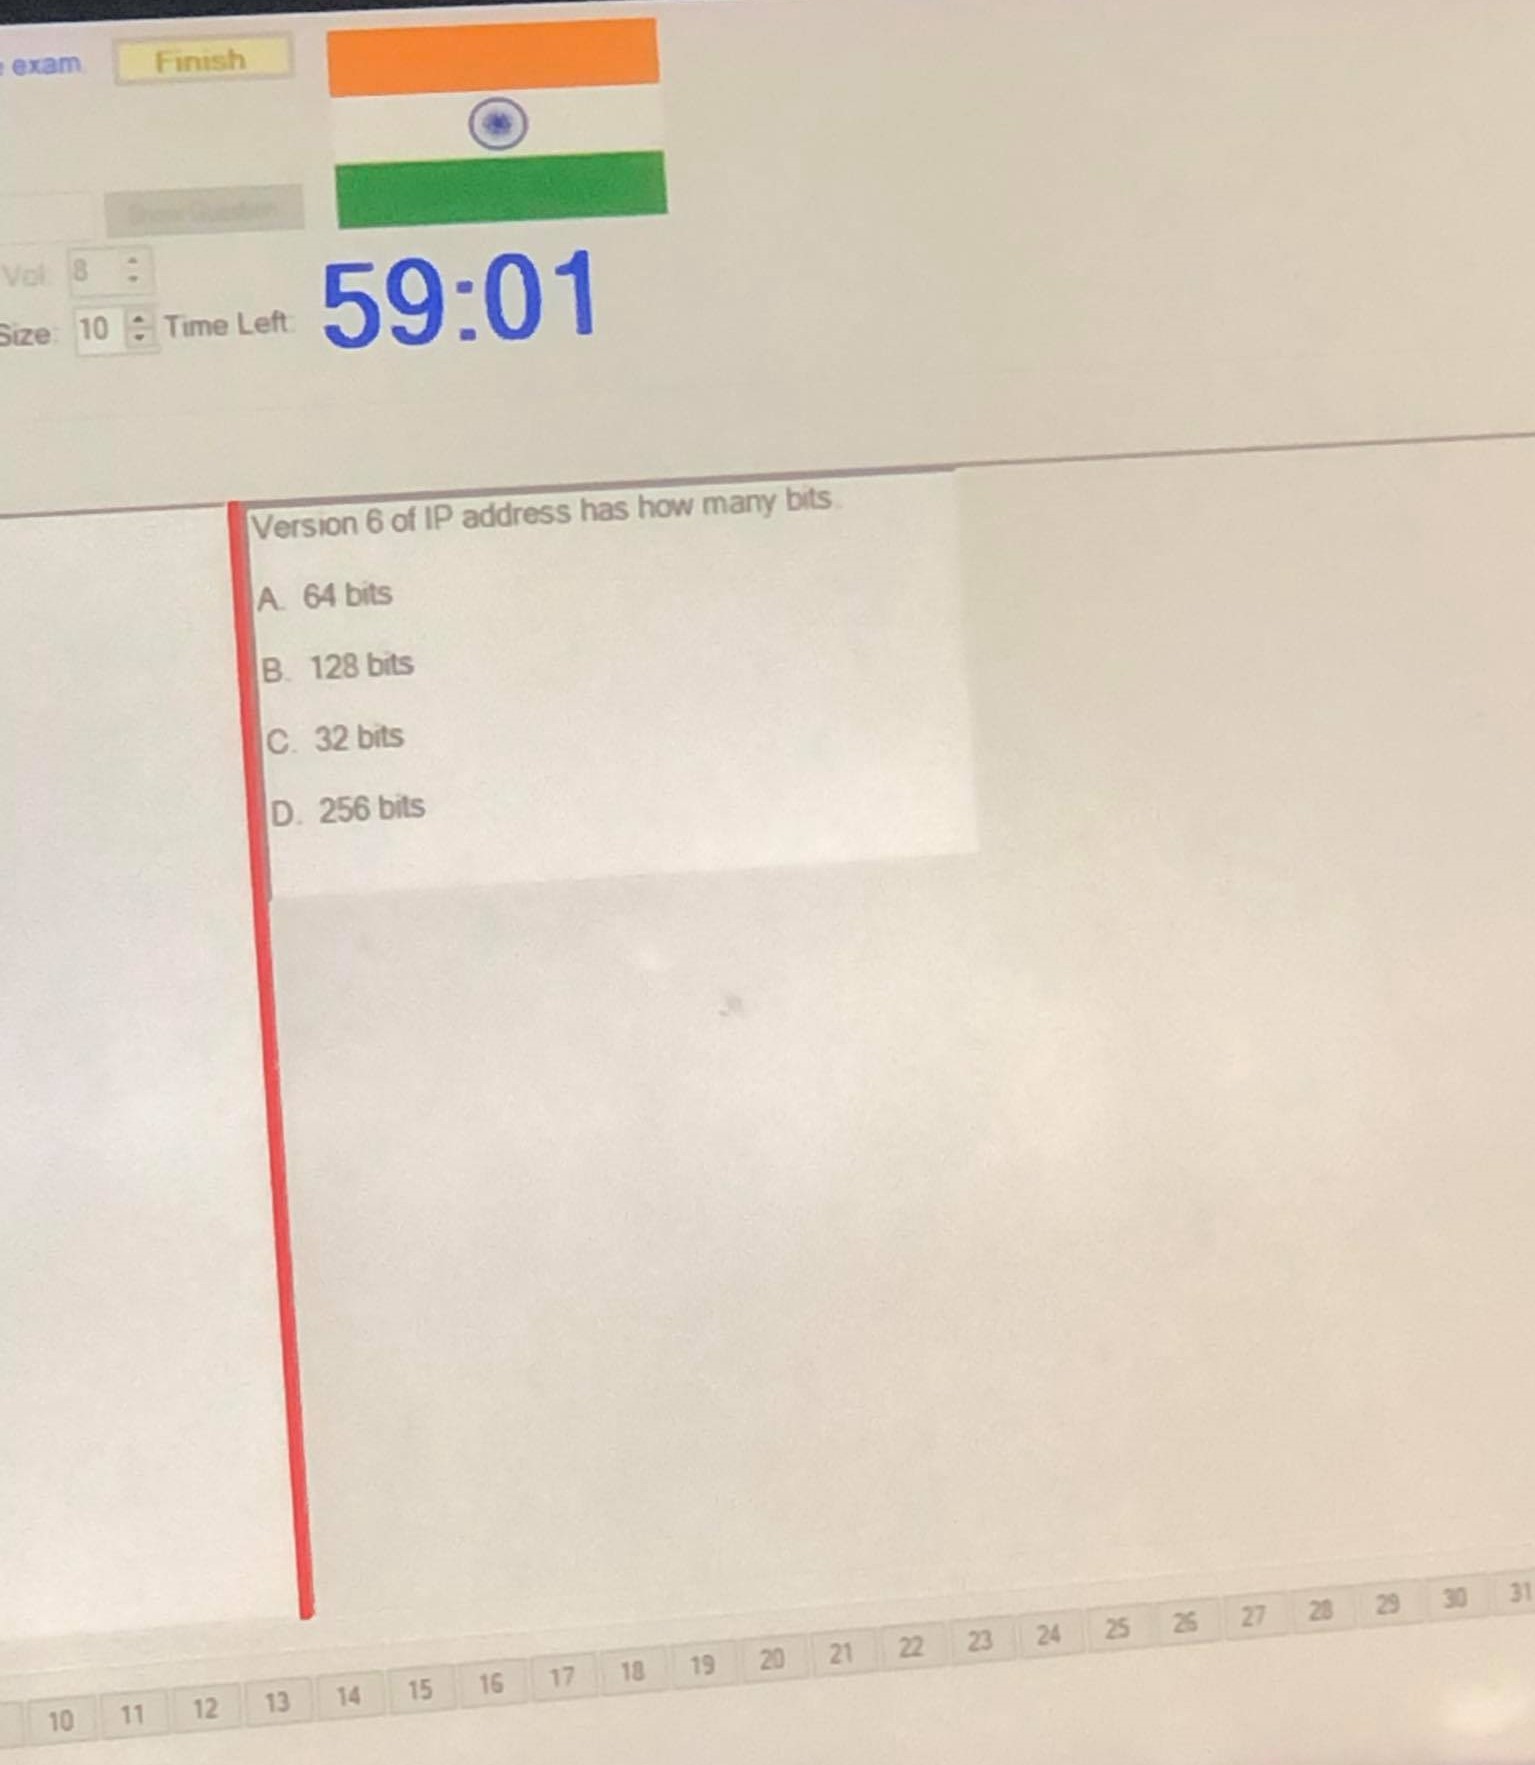 exam. Finish
Show Question
Vol: 8
Size: 10 Time Left: 59:01
Version 6 of IP address has how many bits.
A. 64 bits
B. 128 bits
C. 32 bits
D. 256 bits
10 11 12 13 14 15 16 17 18 19 20 21 22 23 24 25 26 27 28 29 30 31